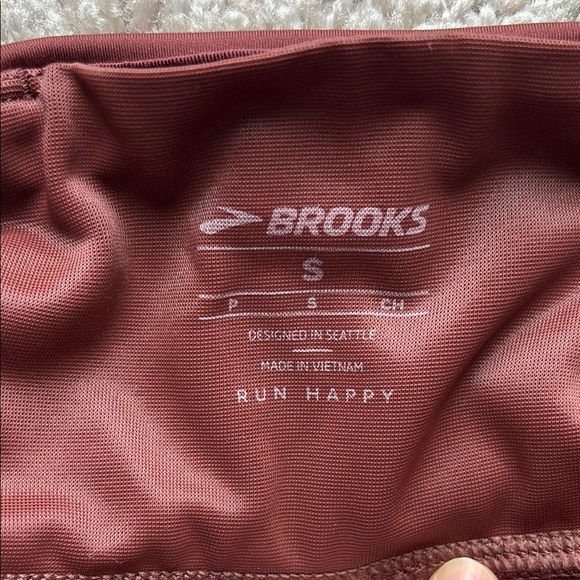 BROOKS
S
P S CH
DESIGNED IN SEATTLE
MADE IN VIETNAM
RUN HAPPY